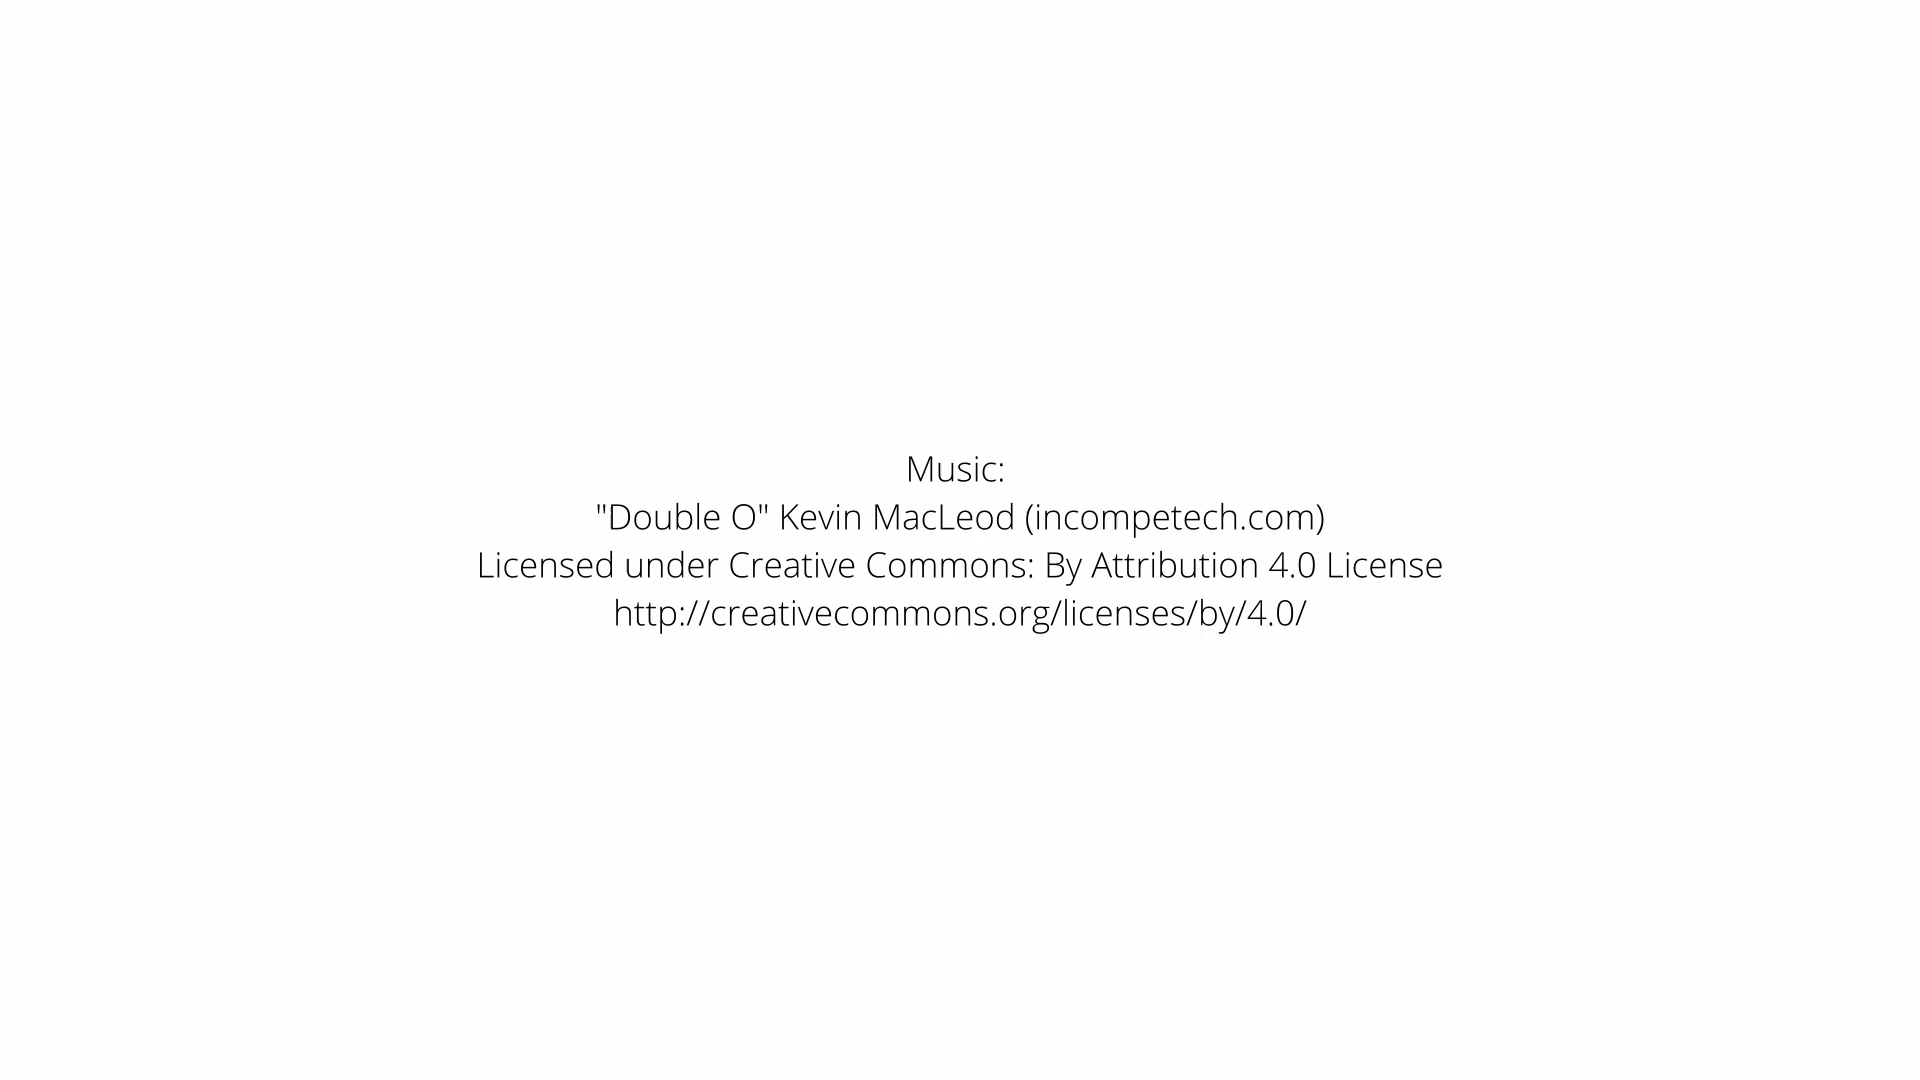 Music:
"Double O" Kevin MacLeod (incompetech.com)
Licensed under Creative Commons: By Attribution 4.0 License
http://creativecommons.org/licenses/by/4.0/